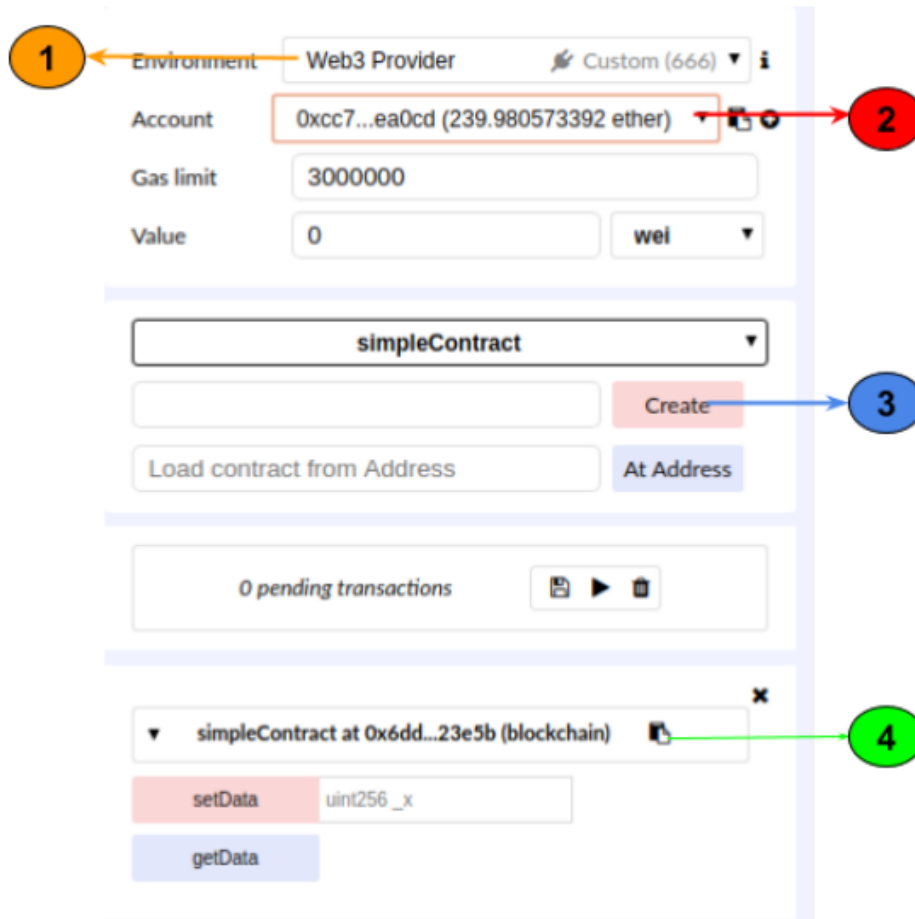 1
Environment Web3 Provider Custom (666)
Account 0xcc7...ea0cd (239.980573392 ether)
2
Gas limit 3000000
Value 0 wei
simpleContract
Create
3
Load contract from Address At Address
0 pending transactions
simpleContract at 0x6dd...23e5b (blockchain)
4
setData uint256 _x
getData